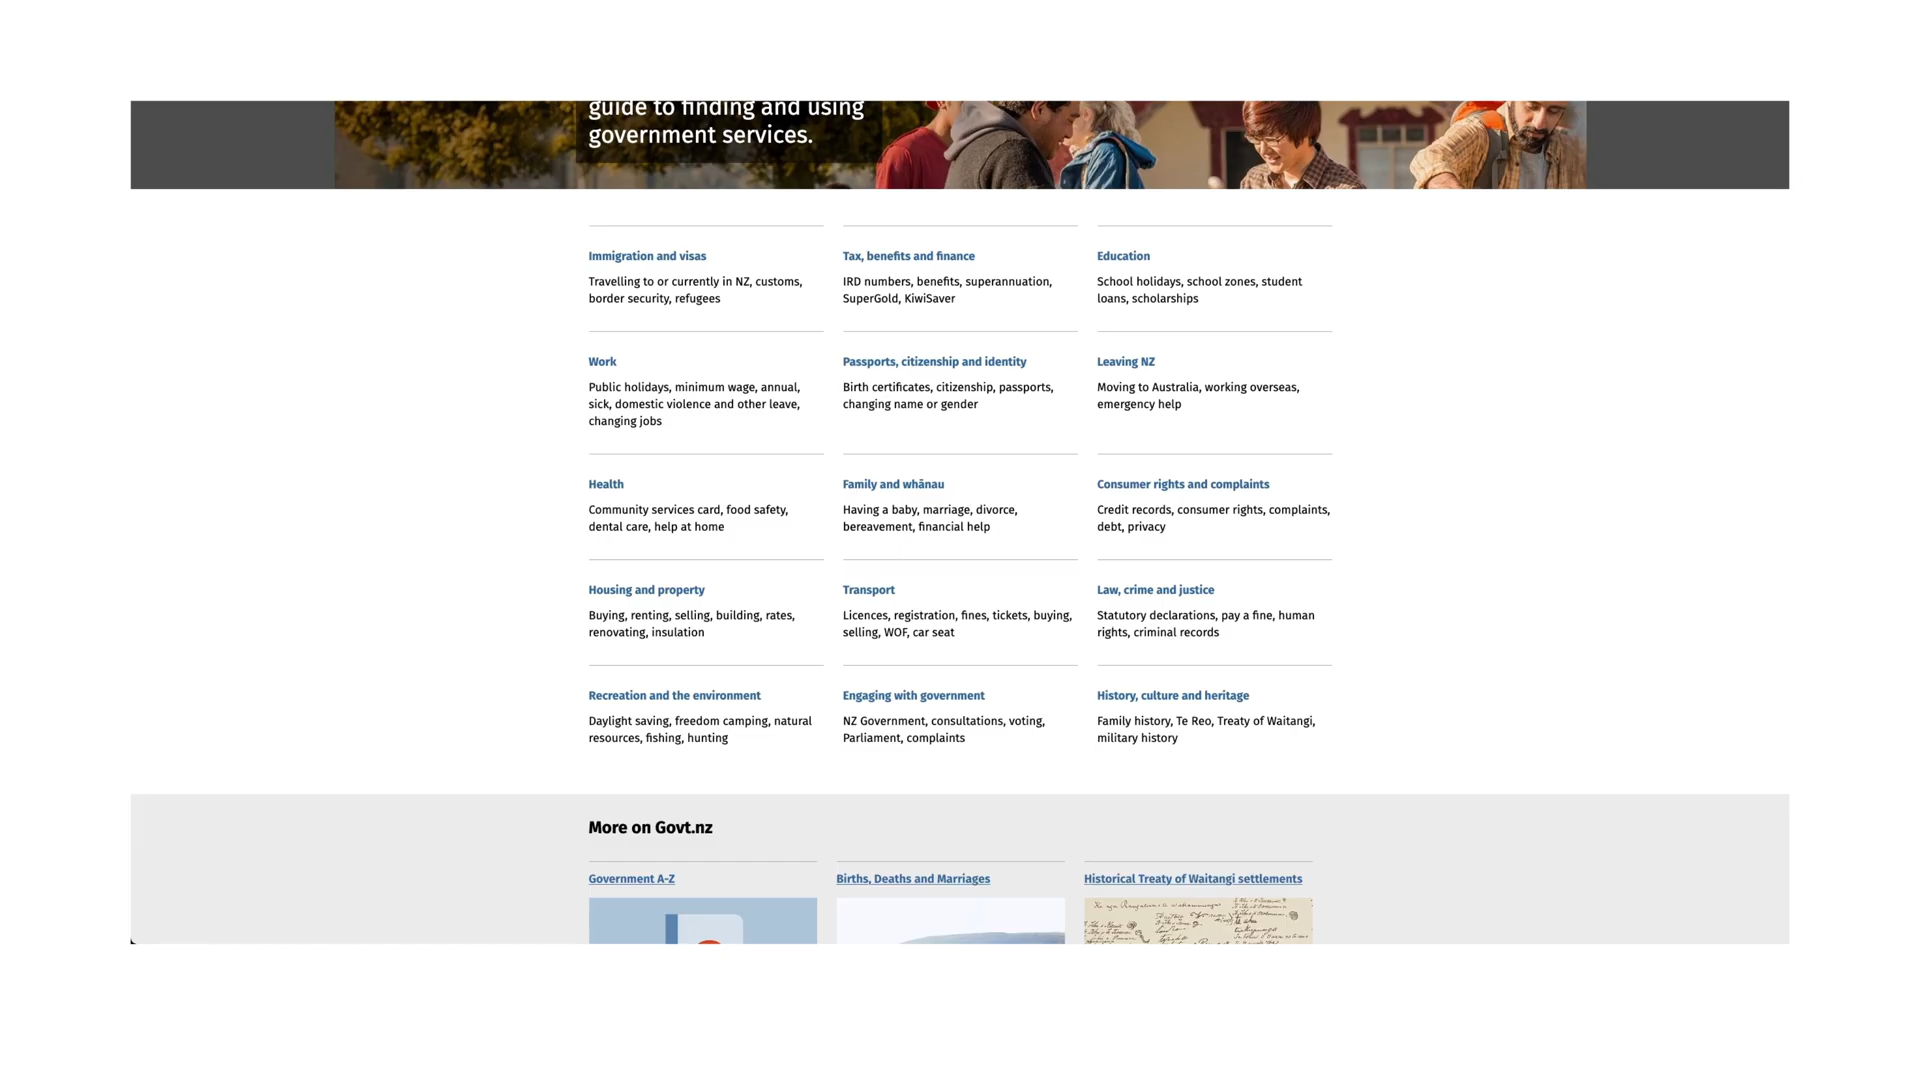 guide to finding and using
government services.
Immigration and visas
Travelling to or currently in NZ, customs,
border security, refugees
Tax, benefits and finance
IRD numbers, benefits, superannuation,
SuperGold, KiwiSaver
Education
School holidays, school zones, student
loans, scholarships
Work
Public holidays, minimum wage, annual,
sick, domestic violence and other leave,
changing jobs
Passports, citizenship and identity
Birth certificates, citizenship, passports,
changing name or gender
Leaving NZ
Moving to Australia, working overseas,
emergency help
Health
Community services card, food safety,
dental care, help at home
Family and whānau
Having a baby, marriage, divorce,
bereavement, financial help
Consumer rights and complaints
Credit records, consumer rights, complaints,
debt, privacy
Housing and property
Buying, renting, selling, building, rates,
renovating, insulation
Transport
Licences, registration, fines, tickets, buying,
selling, WOF, car seat
Law, crime and justice
Statutory declarations, pay a fine, human
rights, criminal records
Recreation and the environment
Daylight saving, freedom camping, natural
resources, fishing, hunting
Engaging with government
NZ Government, consultations, voting,
Parliament, complaints
History, culture and heritage
Family history, Te Reo, Treaty of Waitangi,
military history
More on Govt.nz
Government A-Z
Births, Deaths and Marriages
Historical Treaty of Waitangi settlements